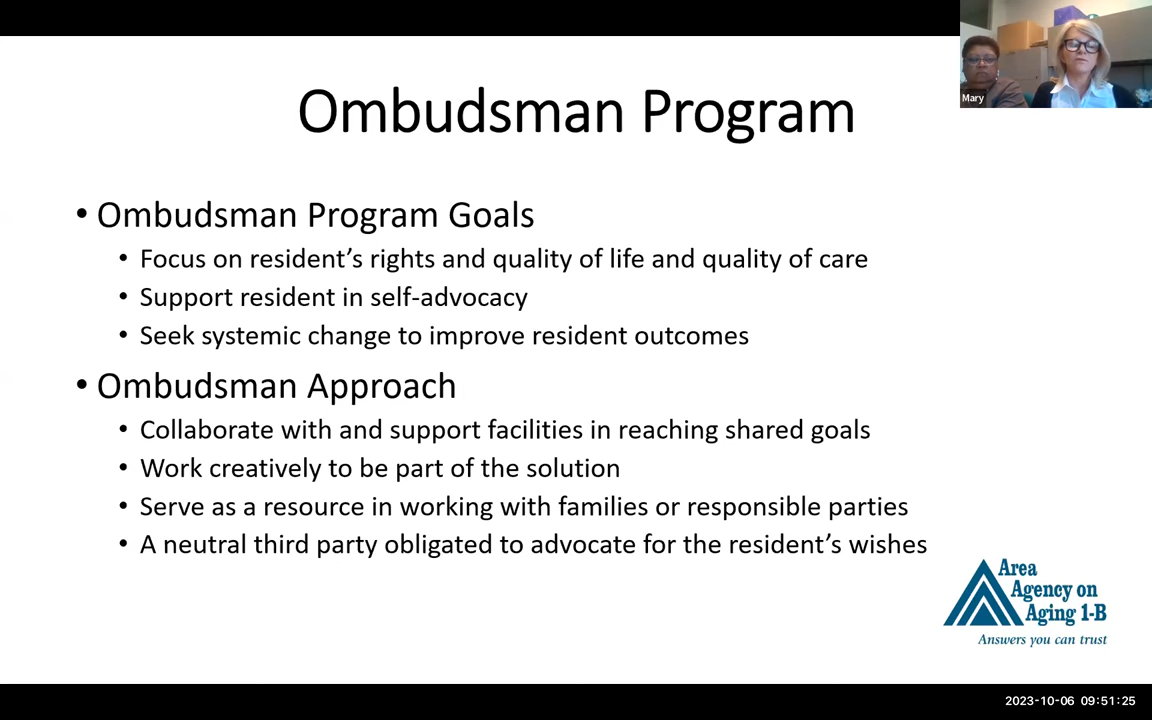 Mary
Ombudsman Program
• Ombudsman Program Goals
• Focus on resident’s rights and quality of life and quality of care
• Support resident in self-advocacy
• Seek systemic change to improve resident outcomes
• Ombudsman Approach
• Collaborate with and support facilities in reaching shared goals
• Work creatively to be part of the solution
• Serve as a resource in working with families or responsible parties
• A neutral third party obligated to advocate for the resident’s wishes
Area
Agency on
Aging 1-B
Answers you can trust
2023-10-06 09:51:25